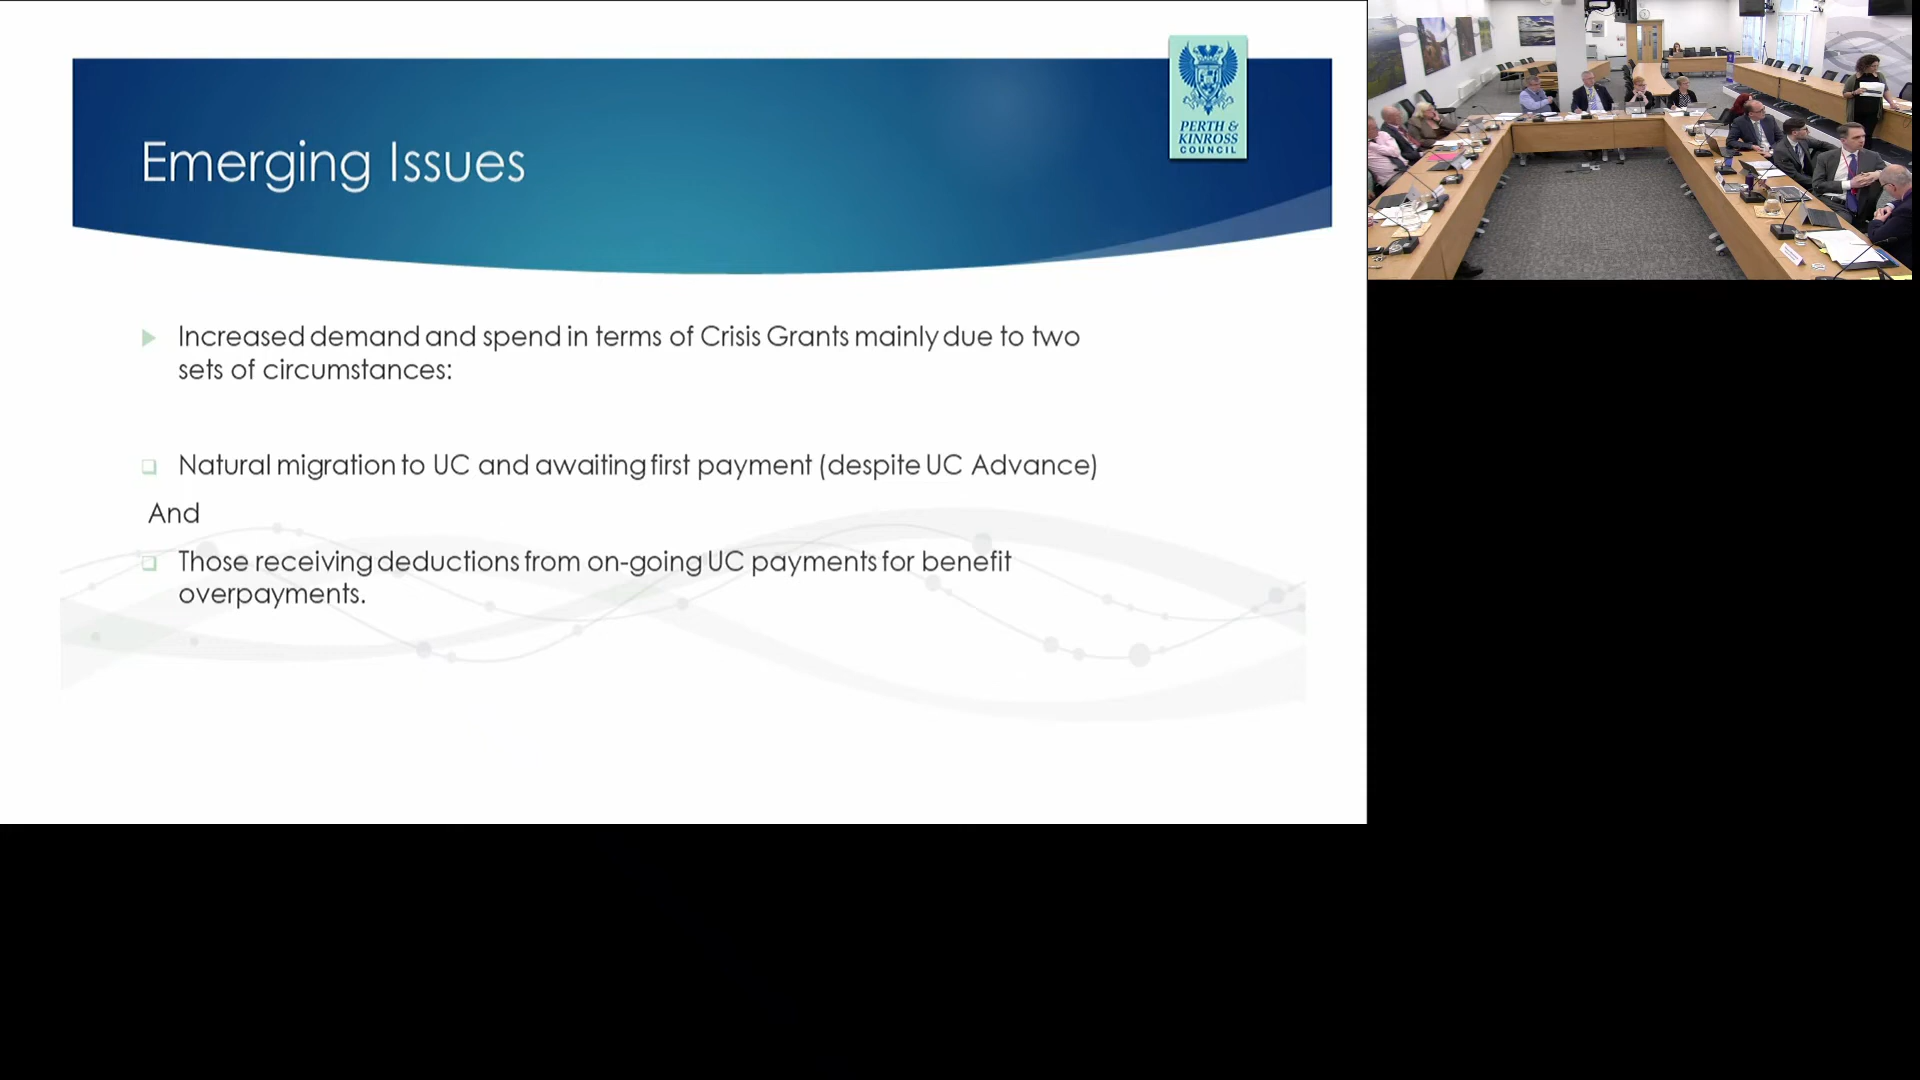 Emerging Issues
PERTH &
KINROSS
COUNCIL
Increased demand and spend in terms of Crisis Grants mainly due to two
sets of circumstances:
Natural migration to UC and awaiting first payment (despite UC Advance)
And
Those receiving deductions from on-going UC payments for benefit
overpayments.